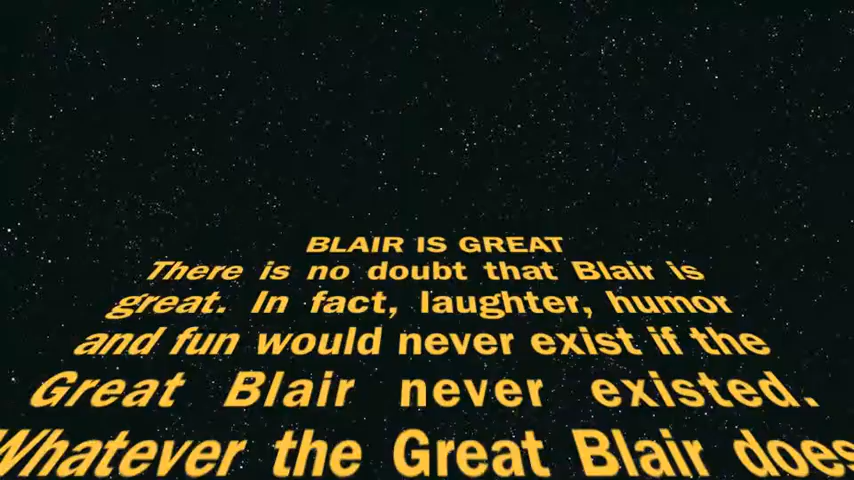 BLAIR IS GREAT
There is no doubt that Blair is
great. In fact, laughter, humor
and fun would never exist if the
Great Blair never existed.
Whatever the Great Blair does